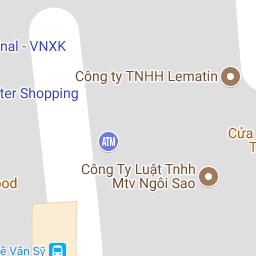 nal - VNXK
Công ty TNHH Lematin
ter Shopping
ATM
Cửa
Công Ty Luật Tnhh
Mtv Ngôi Sao
ood
ê Văn Sỹ